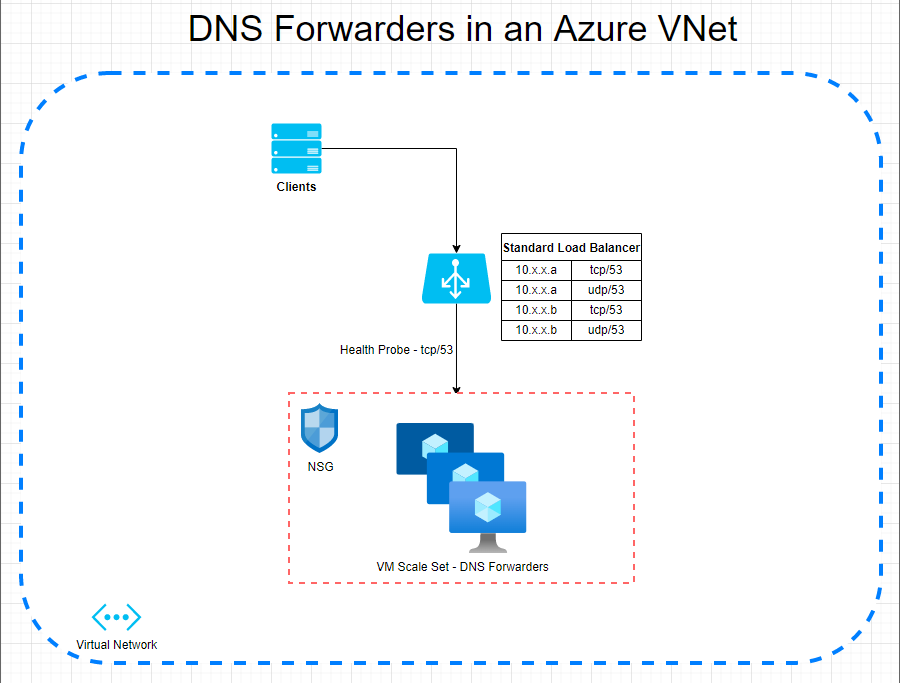 DNS Forwarders in an Azure VNet
Clients
Standard Load Balancer
10.x.x.a tcp/53
10.x.x.a udp/53
10.x.x.b tcp/53
10.x.x.b udp/53
Health Probe - tcp/53
NSG
VM Scale Set - DNS Forwarders
Virtual Network